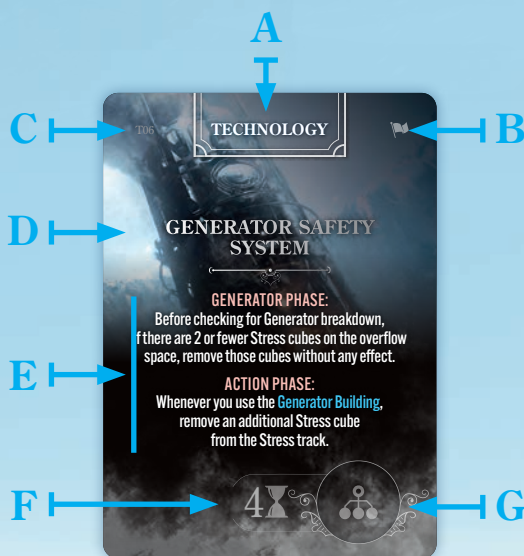 A
C T06 TECHNOLOGY B
D GENERATOR SAFETY
SYSTEM
GENERATOR PHASE:
Before checking for Generator breakdown,
if there are 2 or fewer Stress cubes on the overflow
space, remove those cubes without any effect.
E ACTION PHASE:
Whenever you use the Generator Building,
remove an additional Stress cube
from the Stress track.
F 4 G